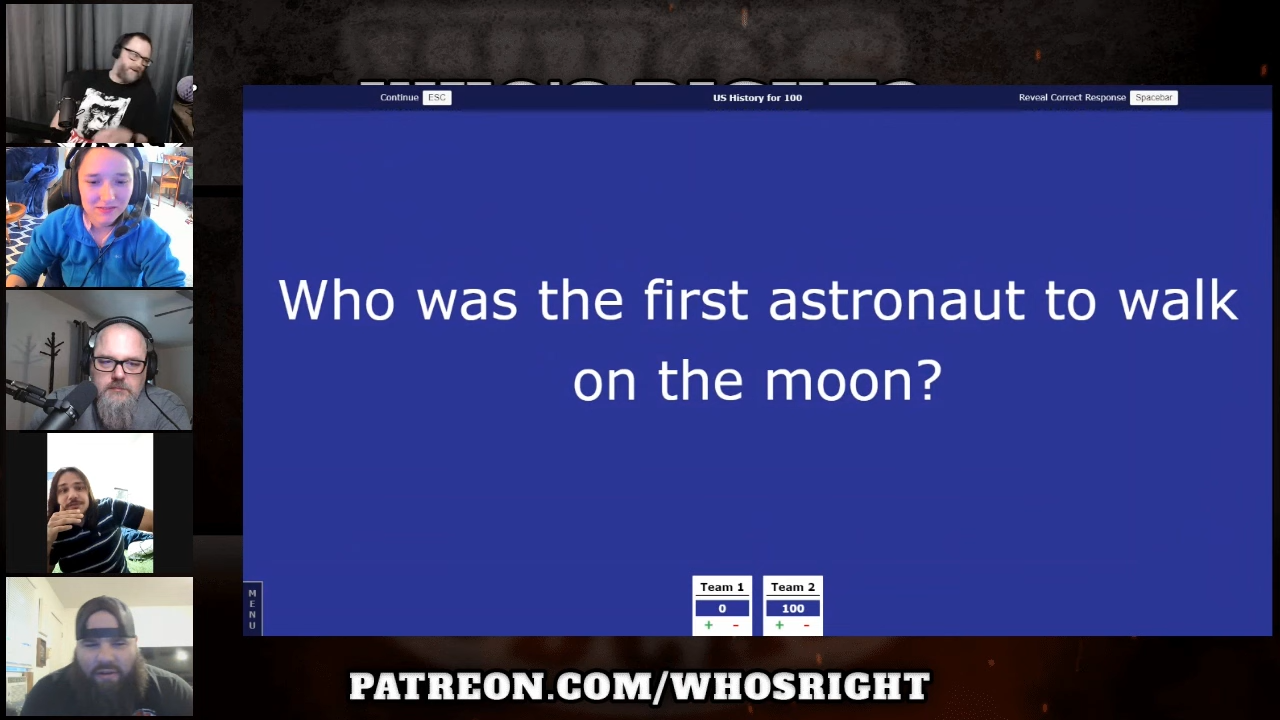 Continue ESC
US History for 100
Reveal Correct Response Spacebar
Who was the first astronaut to walk
on the moon?
MENU
Team 1
0
+ -
Team 2
100
+ -
PATREON.COM/WHOSRIGHT